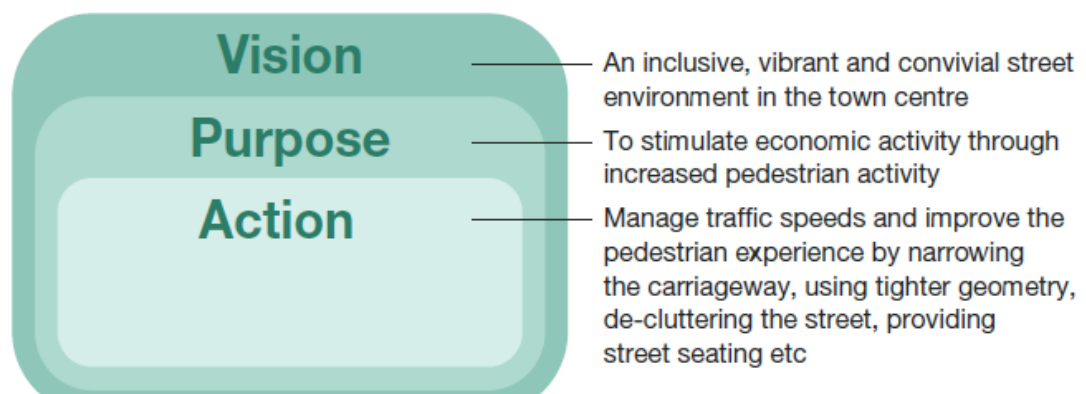 Vision
An inclusive, vibrant and convivial street
environment in the town centre
Purpose
To stimulate economic activity through
increased pedestrian activity
Action
Manage traffic speeds and improve the
pedestrian experience by narrowing
the carriageway, using tighter geometry,
de-cluttering the street, providing
street seating etc